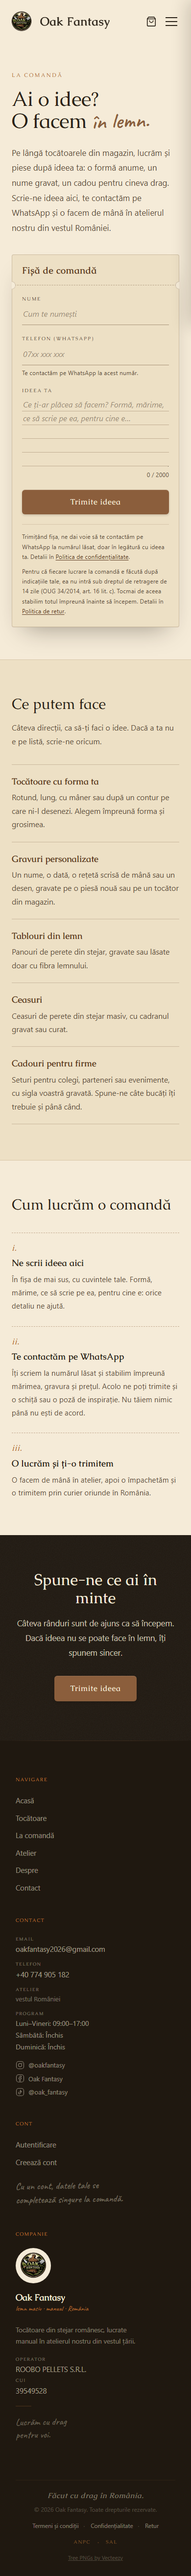 Oak Fantasy
LA COMANDĂ
Ai o idee?
O facem în lemn.
Pe lângă tocătoarele din magazin, lucrăm și
piese după ideea ta: o formă anume, un
nume gravat, un cadou pentru cineva drag.
Scrie-ne ideea aici, te contactăm pe
WhatsApp și o facem de mână în atelierul
nostru din vestul României.
Fișă de comandă
NUME
Cum te numești
TELEFON (WHATSAPP)
07xx xxx xxx
Te contactăm pe WhatsApp la acest număr.
IDEEA TA
Ce ți-ar plăcea să facem? Formă, mărime,
ce să scrie pe ea, pentru cine e...
0 / 2000
Trimite ideea
Trimițând fișa, ne dai voie să te contactăm pe
WhatsApp la numărul lăsat, doar în legătură cu ideea
ta. Detalii în Politica de confidențialitate.
Pentru că fiecare lucrare la comandă e făcută după
indicațiile tale, ea nu intră sub dreptul de retragere de
14 zile (OUG 34/2014, art. 16 lit. c). Tocmai de aceea
stabilim totul împreună înainte să începem. Detalii în
Politica de retur.
Ce putem face
Câteva direcții, ca să-ți faci o idee. Dacă a ta nu
e pe listă, scrie-ne oricum.
Tocătoare cu forma ta
Rotund, lung, cu mâner sau după un contur pe
care ni-l desenezi. Alegem împreună forma și
grosimea.
Gravuri personalizate
Un nume, o dată, o rețetă scrisă de mână sau un
desen, gravate pe o piesă nouă sau pe un tocător
din magazin.
Tablouri din lemn
Panouri de perete din stejar, gravate sau lăsate
doar cu fibra lemnului.
Ceasuri
Ceasuri de perete din stejar masiv, cu cadranul
gravat sau curat.
Cadouri pentru firme
Seturi pentru colegi, parteneri sau evenimente,
cu sigla voastră gravată. Spune-ne câte bucăți îți
trebuie și până când.
Cum lucrăm o comandă
i.
Ne scrii ideea aici
În fișa de mai sus, cu cuvintele tale. Formă,
mărime, ce să scrie pe ea, pentru cine e: orice
detaliu ne ajută.
ii.
Te contactăm pe WhatsApp
Îți scriem la numărul lăsat și stabilim împreună
mărimea, gravura și prețul. Acolo ne poți trimite și
o schiță sau o poză de inspirație. Nu tăiem nimic
până nu ești de acord.
iii.
O lucrăm și ți-o trimitem
O facem de mână în atelier, apoi o împachetăm și
o trimitem prin curier oriunde în România.
Spune-ne ce ai în
minte
Câteva rânduri sunt de ajuns ca să începem.
Dacă ideea nu se poate face în lemn, îți
spunem sincer.
Trimite ideea
NAVIGARE
Acasă
Tocătoare
La comandă
Atelier
Despre
Contact
CONTACT
EMAIL
oakfantasy2026@gmail.com
TELEFON
+40 774 905 182
ATELIER
vestul României
PROGRAM
Luni–Vineri: 09:00–17:00
Sâmbătă: Închis
Duminică: Închis
@oakfantasy
Oak Fantasy
@oak_fantasy
CONT
Autentificare
Creează cont
Cu un cont, datele tale se
completează singure la comandă.
COMPANIE
Oak Fantasy
lemn masiv · manual · România
Tocătoare din stejar românesc, lucrate
manual în atelierul nostru din vestul țării.
OPERATOR
ROOBO PELLETS S.R.L.
CUI
39549528
Lucrăm cu drag
pentru voi.
Făcut cu drag în România.
© 2026 Oak Fantasy. Toate drepturile rezervate.
Termeni și condiții Confidențialitate Retur
ANPC SAL